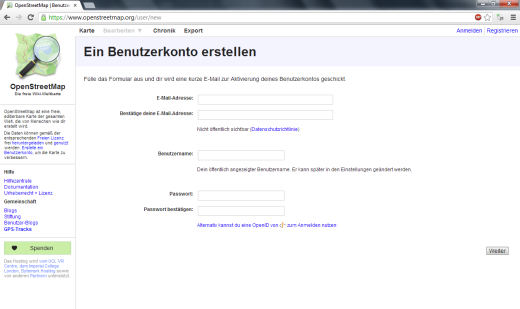 OpenStreetMap | Benutz
https://www.openstreetmap.org/user/new
Karte Bearbeiten ▼ Chronik Export
Anmelden | Registrieren
OpenStreetMap
Die freie Wiki-Weltkarte
Ein Benutzerkonto erstellen
OpenStreetMap ist eine freie,
editierbare Karte der gesamten
Welt, die von Menschen wie dir
erstellt wird.
Die Daten können gemäß der
entsprechenden Freien Lizenz
frei heruntergeladen und genutzt
werden. Erstelle ein
Benutzerkonto, um die Karte zu
verbessern.
Hilfe
Hilfezentrale
Dokumentation
Urheberrecht + Lizenz
Gemeinschaft
Blogs
Stiftung
Benutzer-Blogs
GPS-Tracks
Spenden
Das Hosting wird vom UCL VR
Centre, dem Imperial College
London, Bytemark Hosting sowie
von anderen Partnern unterstützt.
Fülle das Formular aus und dir wird eine kurze E-Mail zur Aktivierung deines Benutzerkontos geschickt.
E-Mail-Adresse:
Bestätige deine E-Mail-Adresse:
Nicht öffentlich sichtbar (Datenschutzrichtlinie)
Benutzername:
Dein öffentlich angezeigter Benutzername. Er kann später in den Einstellungen geändert werden.
Passwort:
Passwort bestätigen:
Alternativ kannst du eine OpenID von zum Anmelden nutzen
Weiter